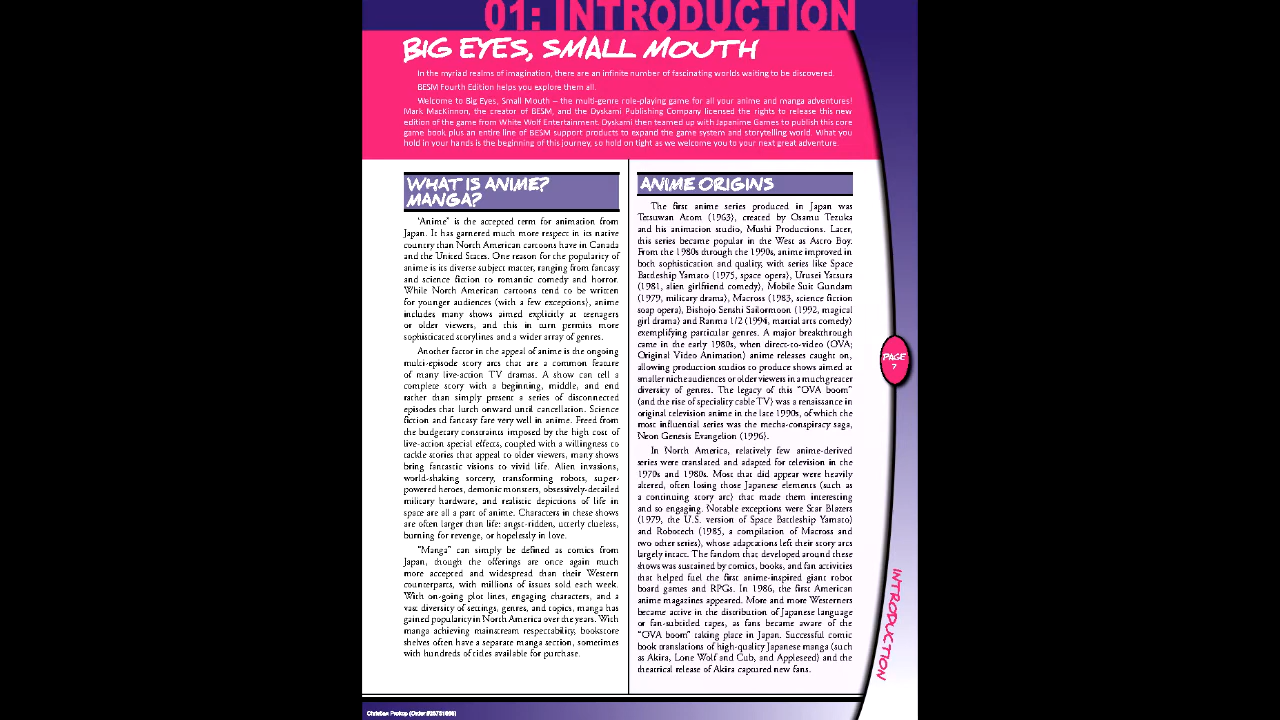 01: INTRODUCTION
BIG EYES, SMALL MOUTH
In the myriad realms of imagination, there are an infinite number of fascinating worlds waiting to be discovered.
BESM Fourth Edition helps you explore them all.
Welcome to Big Eyes, Small Mouth – the multi-genre role-playing game for all your anime and manga adventures!
Mark MacKinnon, the creator of BESM, and the Dyskami Publishing Company licensed the rights to release this new
edition of the game from White Wolf Entertainment. Dyskami then teamed up with Japanime Games to publish this core
game book plus an entire line of BESM support products to expand the game system and storytelling world. What you
hold in your hands is the beginning of this journey, so hold on tight as we welcome you to your next great adventure.
WHAT IS ANIME?
MANGA?
"Anime" is the accepted term for animation from
Japan. It has garnered much more respect in its native
country than North American cartoons have in Canada
and the United States. One reason for the popularity of
anime is its diverse subject matter, ranging from fantasy
and science fiction to romantic comedy and horror.
While North American cartoons tend to be written
for younger audiences (with a few exceptions), anime
includes many shows aimed explicitly at teenagers
or older viewers, and this in turn permits more
sophisticated storylines and a wider array of genres.
Another factor in the appeal of anime is the ongoing
multi-episode story arcs that are a common feature
of many live-action TV dramas. A show can tell a
complete story with a beginning, middle, and end
rather than simply present a series of disconnected
episodes that lurch onward until cancellation. Science
fiction and fantasy fare very well in anime. Freed from
the budgetary constraints imposed by the high cost of
live-action special effects, coupled with a willingness to
tackle stories that appeal to older viewers, many shows
bring fantastic visions to vivid life. Alien invasions,
world-shaking sorcery, transforming robots, super-
powered heroes, demonic monsters, obsessively-detailed
military hardware, and realistic depictions of life in
space are all a part of anime. Characters in these shows
are often larger than life: angst-ridden, utterly clueless,
burning for revenge, or hopelessly in love.
"Manga" can simply be defined as comics from
Japan, though the offerings are once again much
more accepted and widespread than their Western
counterparts, with millions of issues sold each week.
With on-going plot lines, engaging characters, and a
vast diversity of settings, genres, and topics, manga has
gained popularity in North America over the years. With
manga achieving mainstream respectability, bookstore
shelves often have a separate manga section, sometimes
with hundreds of titles available for purchase.
ANIME ORIGINS
The first anime series produced in Japan was
Tetsuwan Atom (1963), created by Osamu Tezuka
and his animation studio, Mushi Productions. Later,
this series became popular in the West as Astro Boy.
From the 1980s through the 1990s, anime improved in
both sophistication and quality, with series like Space
Battleship Yamato (1975, space opera), Urusei Yatsura
(1981, alien girlfriend comedy), Mobile Suit Gundam
(1979, military drama), Macross (1983, science fiction
soap opera), Bishojo Senshi Sailormoon (1992, magical
girl drama) and Ranma 1/2 (1994, martial arts comedy)
exemplifying particular genres. A major breakthrough
came in the early 1980s, when direct-to-video (OVA;
Original Video Animation) anime releases caught on,
allowing production studios to produce shows aimed at
smaller niche audiences or older viewers in a much greater
diversity of genres. The legacy of this "OVA boom"
(and the rise of speciality cable TV) was a renaissance in
original television anime in the late 1990s, of which the
most influential series was the mecha-conspiracy saga,
Neon Genesis Evangelion (1996).
In North America, relatively few anime-derived
series were translated and adapted for television in the
1970s and 1980s. Most that did appear were heavily
altered, often losing those Japanese elements (such as
a continuing story arc) that made them interesting
and so engaging. Notable exceptions were Star Blazers
(1979, the U.S. version of Space Battleship Yamato)
and Robotech (1985, a compilation of Macross and
two other series), whose adaptations left their story arcs
largely intact. The fandom that developed around these
shows was sustained by comics, books, and fan activities
that helped fuel the first anime-inspired giant robot
board games and RPGs. In 1986, the first American
anime magazines appeared. More and more Westerners
became active in the distribution of Japanese language
or fan-subtitled tapes, as fans became aware of the
"OVA boom" taking place in Japan. Successful comic
book translations of high-quality Japanese manga (such
as Akira, Lone Wolf and Cub, and Appleseed) and the
theatrical release of Akira captured new fans.
PAGE
7
INTRODUCTION
Christian Prokop (Order